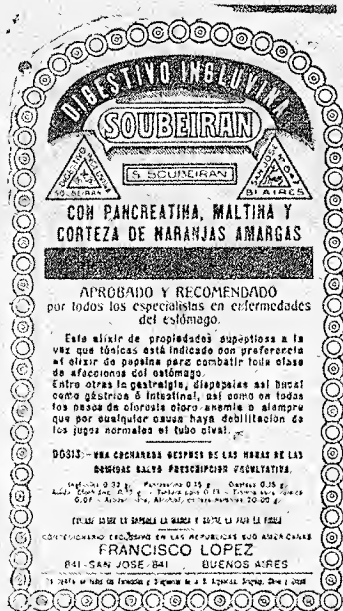 DIGESTIVO INGLUVINA
SOUBEIRAN
S. SOUBEIRAN
BS AIRES
CON PANCREATINA, MALTINA Y
CORTEZA DE NARANJAS AMARGAS
APROBADO Y RECOMENDADO
por todos los especialistas en enfermedades
del estómago.
Este elixir de propiedades supéptisas a la
vez que tónicas está indicado con preferencia
al elixir de pepsina para combatir toda clase
de afecciones del estómago.
Entre otras la gastralgia, dispepsias así bucal
como gástrica ó intestinal, así como en todos
los casos de clorosis cloro-anemia o siempre
que por cualquier causa haya debilitación de
los jugos normales al tubo
DOSIS:-UNA CUCHARADA DESPUES DE LAS HORAS DE LAS
COMIDAS SALVO PRESCRIPCION FACULTATIVA.
CONCESIONARIO EXCLUSIVO EN LAS REPUBLICAS SUD AMERICANAS
FRANCISCO LOPEZ
841-SAN JOSE-841 BUENOS AIRES